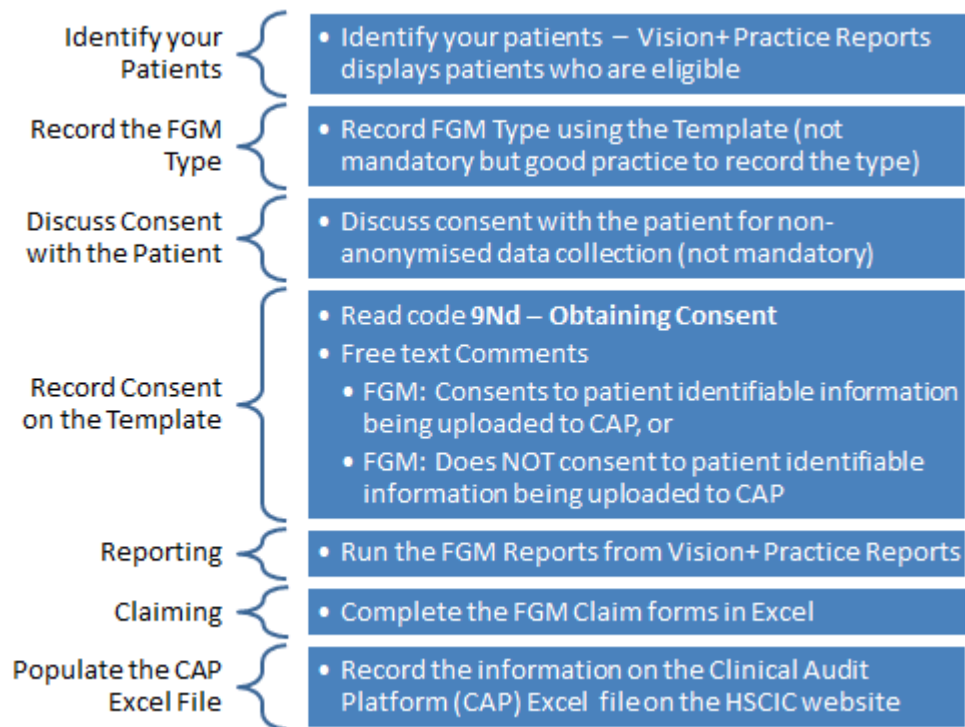 Identify your
Patients
• Identify your patients – Vision+ Practice Reports
displays patients who are eligible
Record the FGM
Type
• Record FGM Type using the Template (not
mandatory but good practice to record the type)
Discuss Consent
with the Patient
• Discuss consent with the patient for non-
anonymised data collection (not mandatory)
Record Consent
on the Template
• Read code 9Nd – Obtaining Consent
• Free text Comments
• FGM: Consents to patient identifiable information
being uploaded to CAP, or
• FGM: Does NOT consent to patient identifiable
information being uploaded to CAP
Reporting
• Run the FGM Reports from Vision+ Practice Reports
Claiming
• Complete the FGM Claim forms in Excel
Populate the CAP
Excel File
• Record the information on the Clinical Audit
Platform (CAP) Excel file on the HSCIC website